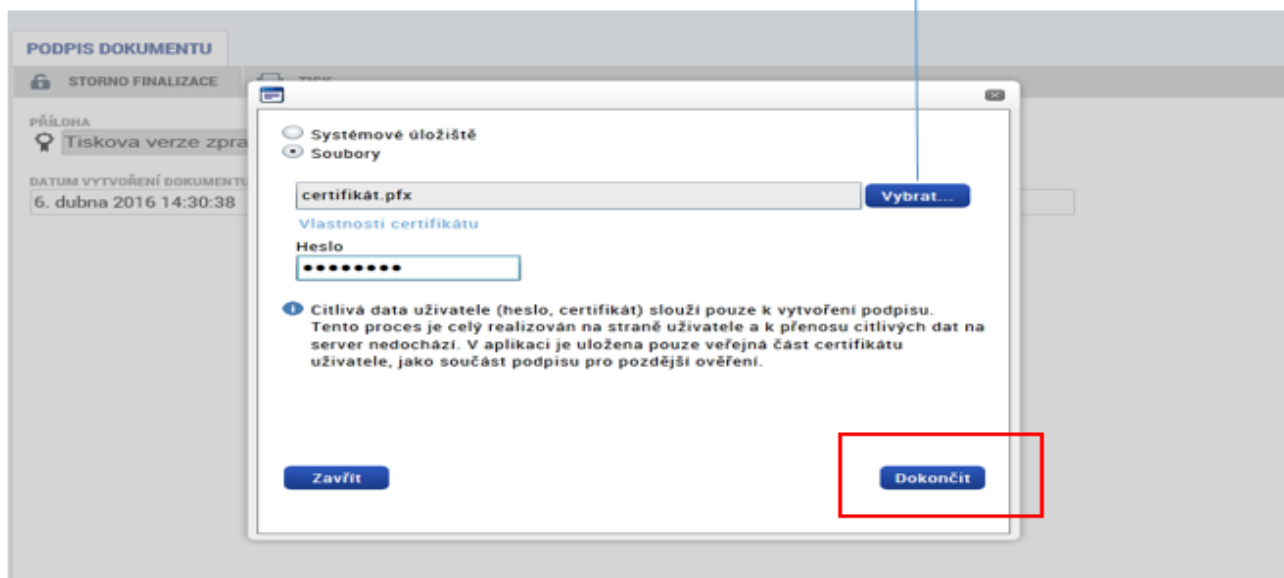 PODPIS DOKUMENTU
STORNO FINALIZACE TISK
PŘÍLOHA
Tiskova verze zpra
DATUM VYTVOŘENÍ DOKUMENTU
6. dubna 2016 14:30:38
Systémové úložiště
Soubory
certifikát.pfx Vybrat...
Vlastnosti certifikátu
Heslo
Citlivá data uživatele (heslo, certifikát) slouží pouze k vytvoření podpisu.
Tento proces je celý realizován na straně uživatele a k přenosu citlivých dat na
server nedochází. V aplikaci je uložena pouze veřejná část certifikátu
uživatele, jako součást podpisu pro pozdější ověření.
Zavřít Dokončit